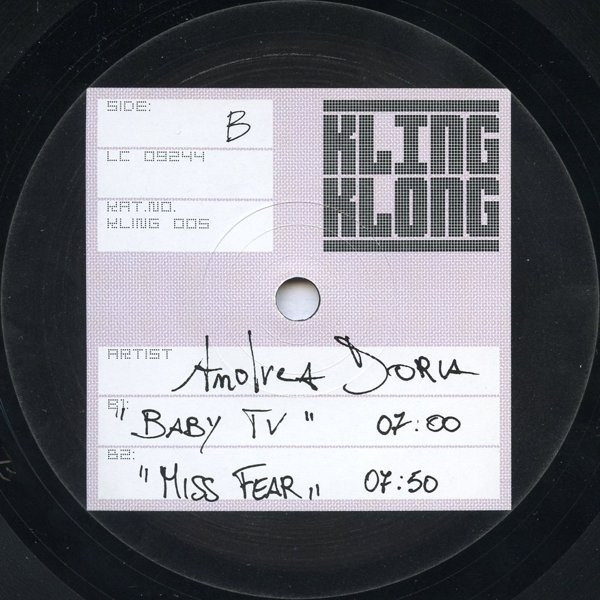 SIDE: B
LC 09244
KAT.NO.
KLING 005
KLING
KLONG
ARTIST Andrea Doria
B1: "BABY TV" 07:00
B2: "MISS FEAR„ 07:50